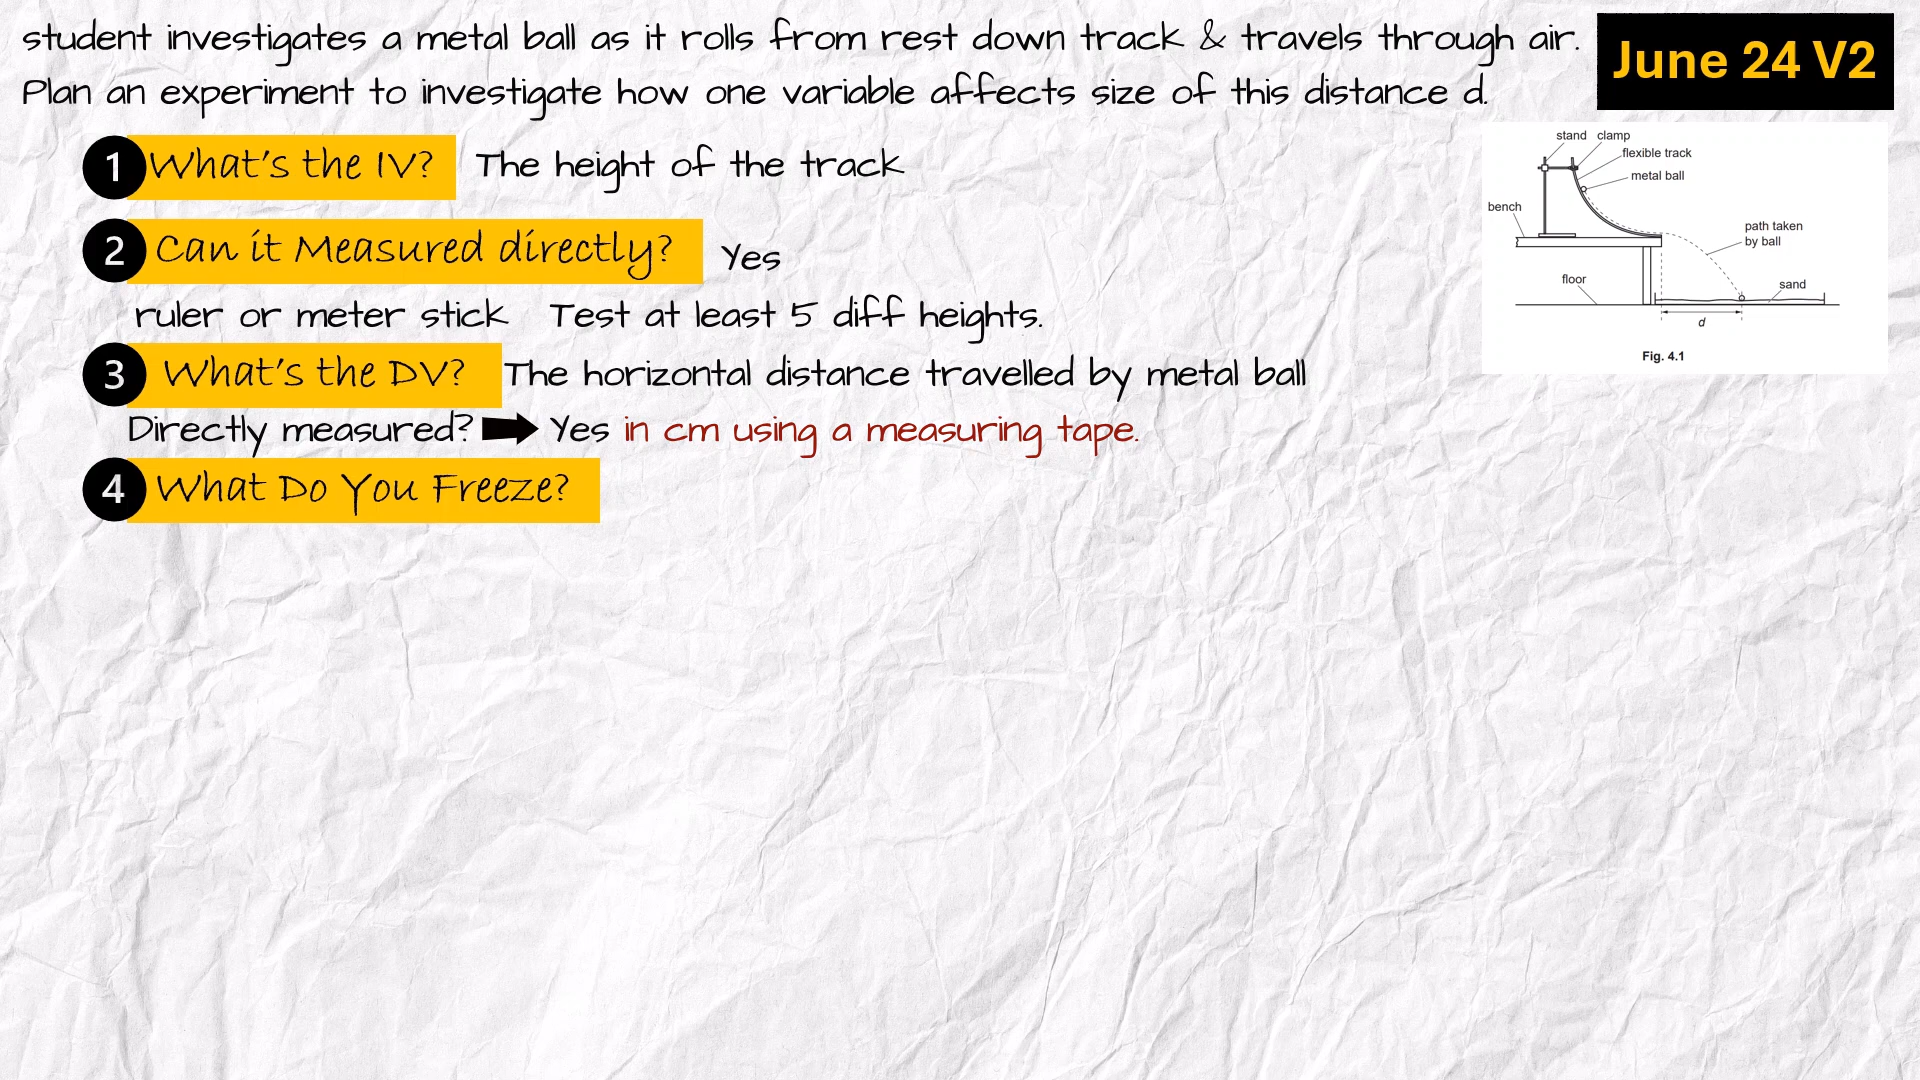 student investigates a metal ball as it rolls from rest down track & travels through air.
June 24 V2
Plan an experiment to investigate how one variable affects size of this distance d.
1 What's the IV? The height of the track
2 Can it Measured directly? Yes
ruler or meter stick Test at least 5 diff heights.
3 What's the DV? The horizontal distance travelled by metal ball
Directly measured? Yes in cm using a measuring tape.
4 What Do You Freeze?
stand clamp
flexible track
metal ball
bench
path taken
by ball
floor
sand
d
Fig. 4.1